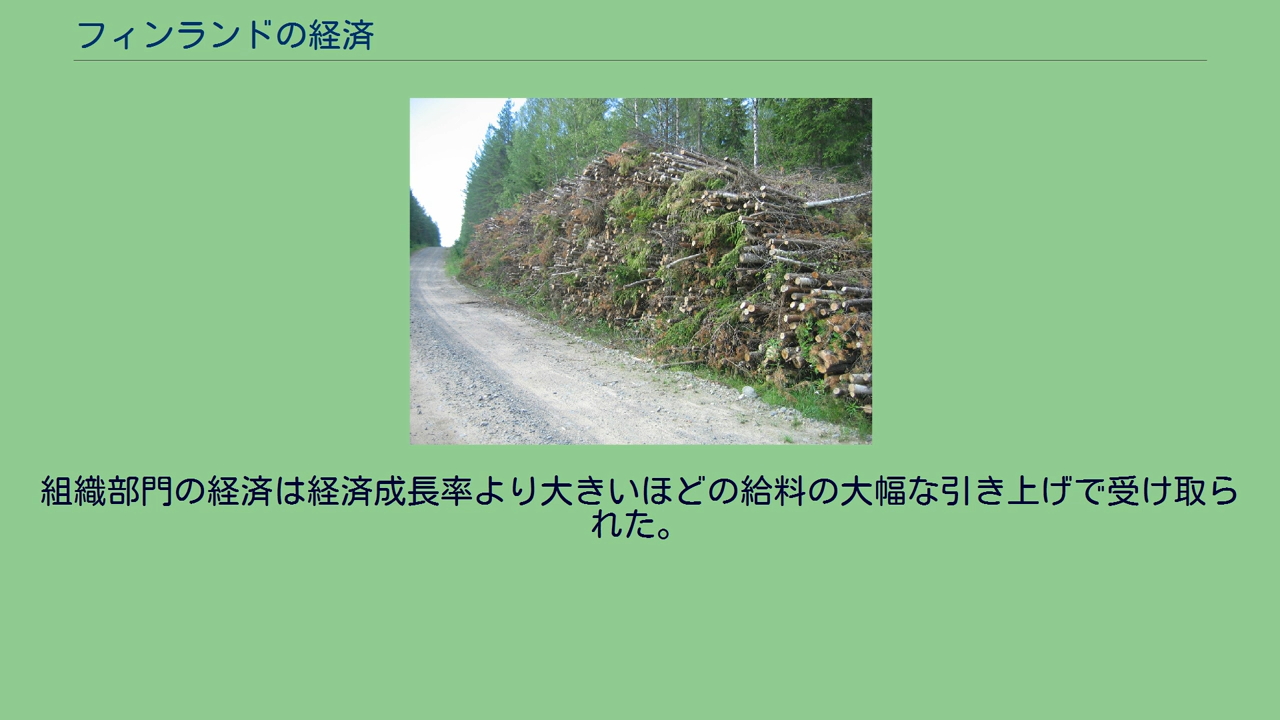 フィンランドの経済
組織部門の経済は経済成長率より大きいほどの給料の大幅な引き上げで受け取ら
れた。